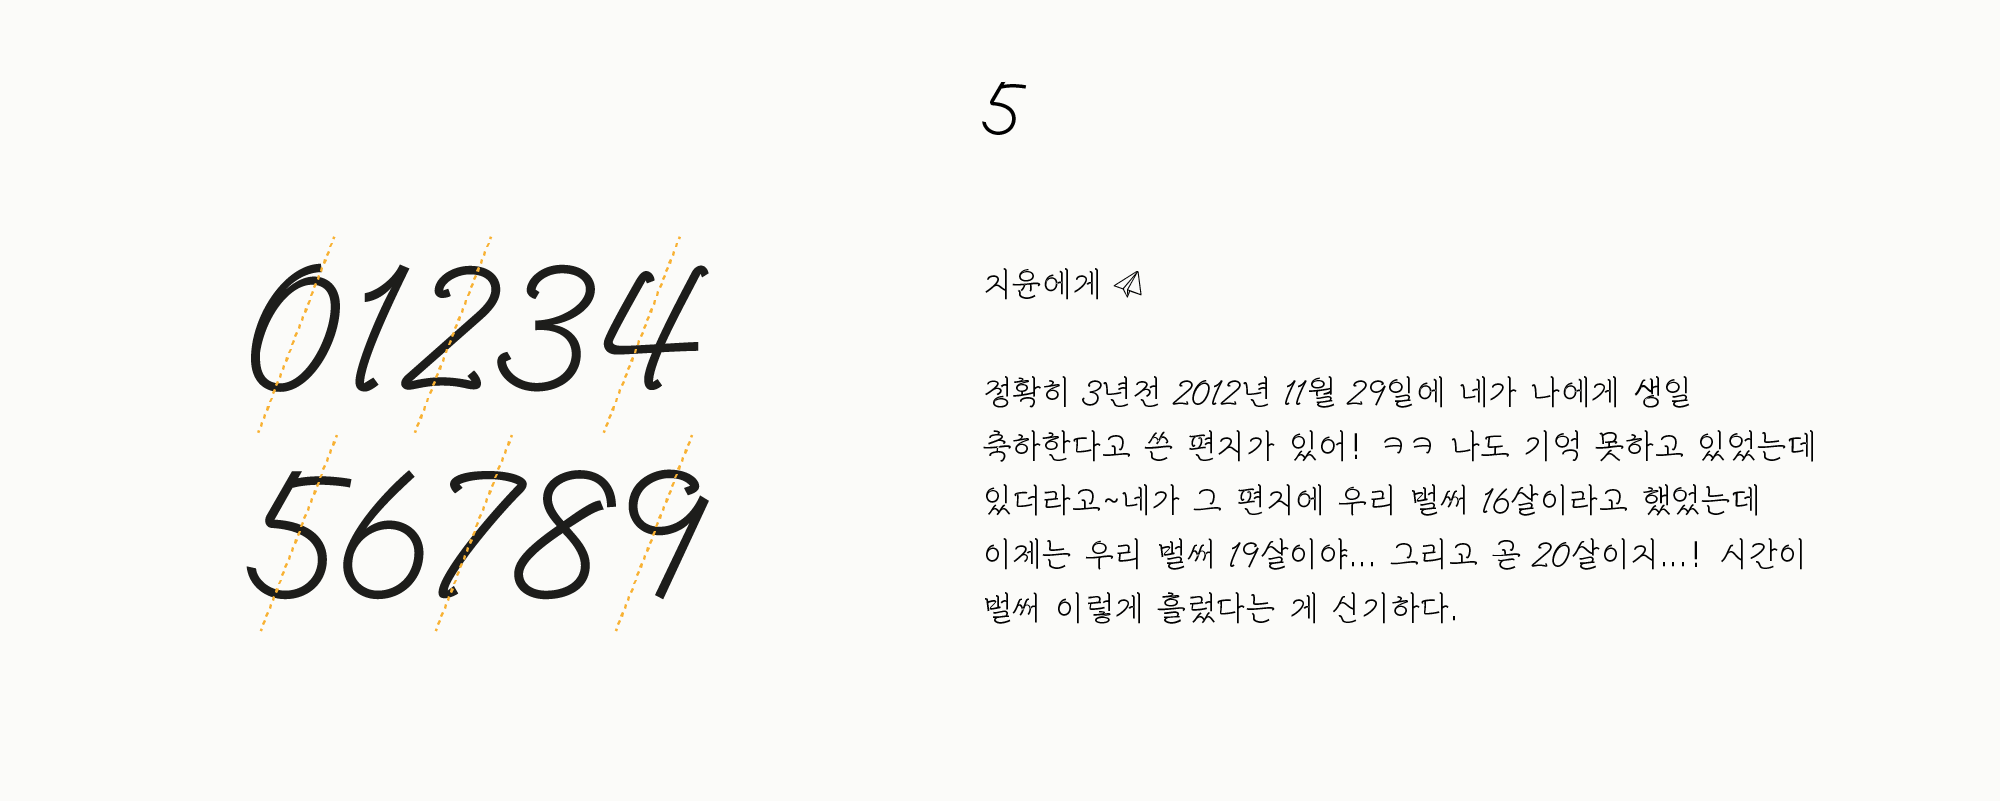 01234
56789
5
지윤에게
정확히 3년전 2012년 11월 29일에 네가 나에게 생일
축하한다고 쓴 편지가 있어! ㅋㅋ 나도 기억 못하고 있었는데
있더라고~네가 그 편지에 우리 벌써 16살이라고 했었는데
이제는 우리 벌써 19살이야... 그리고 곧 20살이지...! 시간이
벌써 이렇게 흘렀다는 게 신기하다.